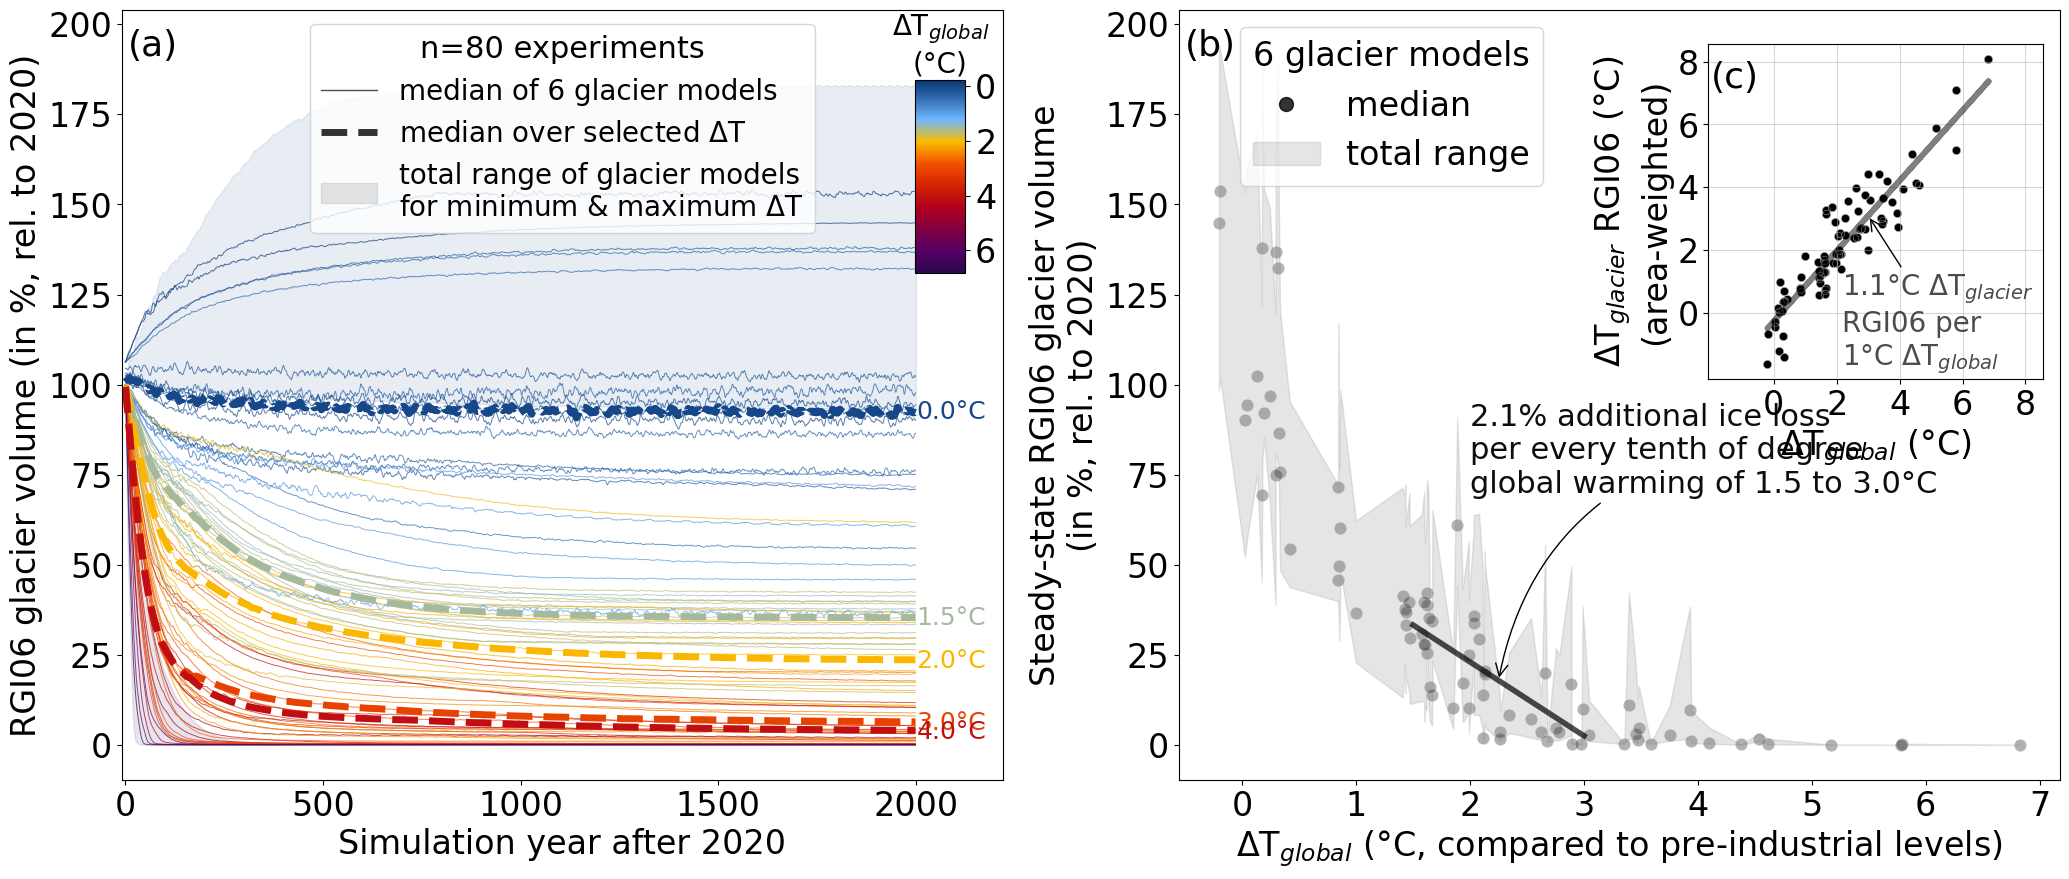 (a)
n=80 experiments
median of 6 glacier models
median over selected ΔT
total range of glacier models
for minimum & maximum ΔT
ΔTglobal
(°C)
0
2
4
6
RGI06 glacier volume (in %, rel. to 2020)
200
175
150
125
100
75
50
25
0
0.0°C
1.5°C
2.0°C
3.0°C
4.0°C
0 500 1000 1500 2000
Simulation year after 2020
(b)
6 glacier models
median
total range
Steady-state RGI06 glacier volume
(in %, rel. to 2020)
200
175
150
125
100
75
50
25
0
2.1% additional ice loss
per every tenth of degree
global warming of 1.5 to 3.0°C
0 1 2 3 4 5 6 7
ΔTglobal (°C, compared to pre-industrial levels)
(c)
ΔTglacier RGI06 (°C)
(area-weighted)
8
6
4
2
0
1.1°C ΔTglacier
RGI06 per
1°C ΔTglobal
0 2 4 6 8
ΔTglobal (°C)